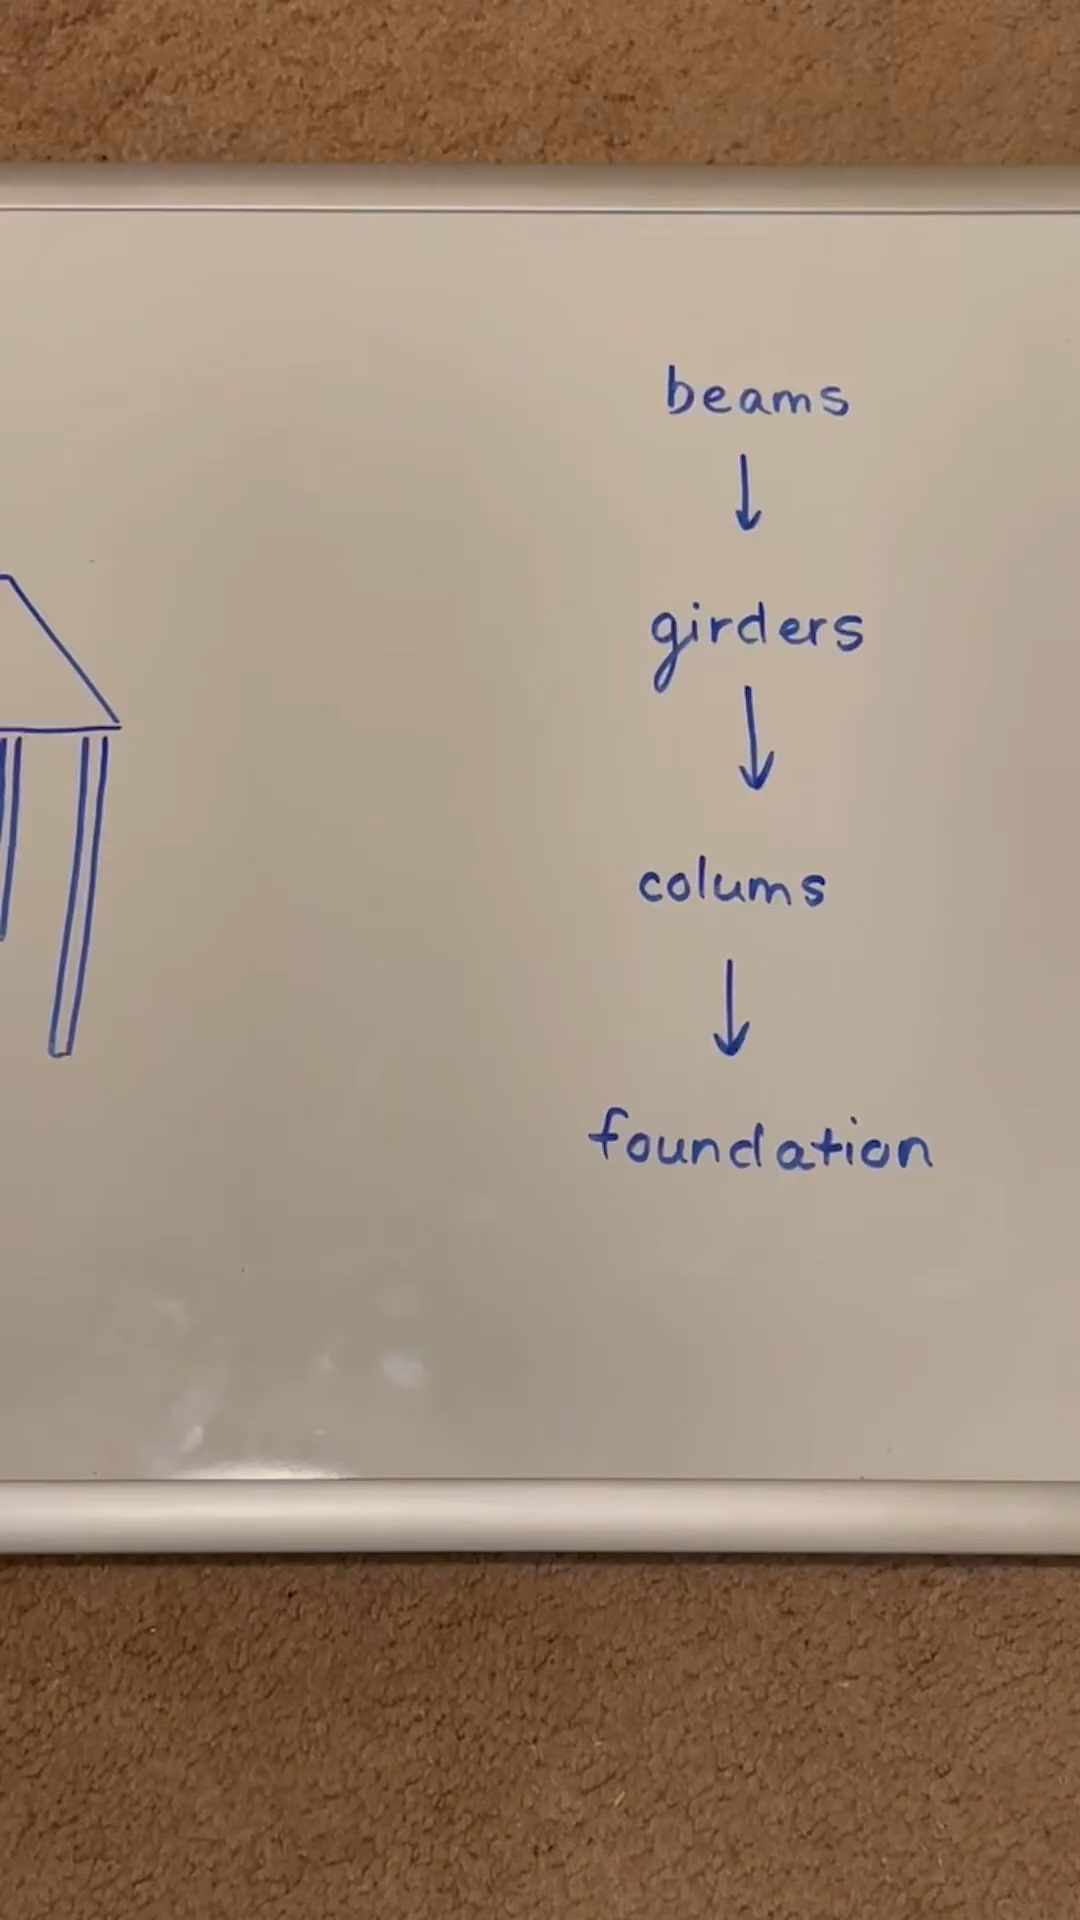 beams
↓
girders
↓
colums
↓
foundation